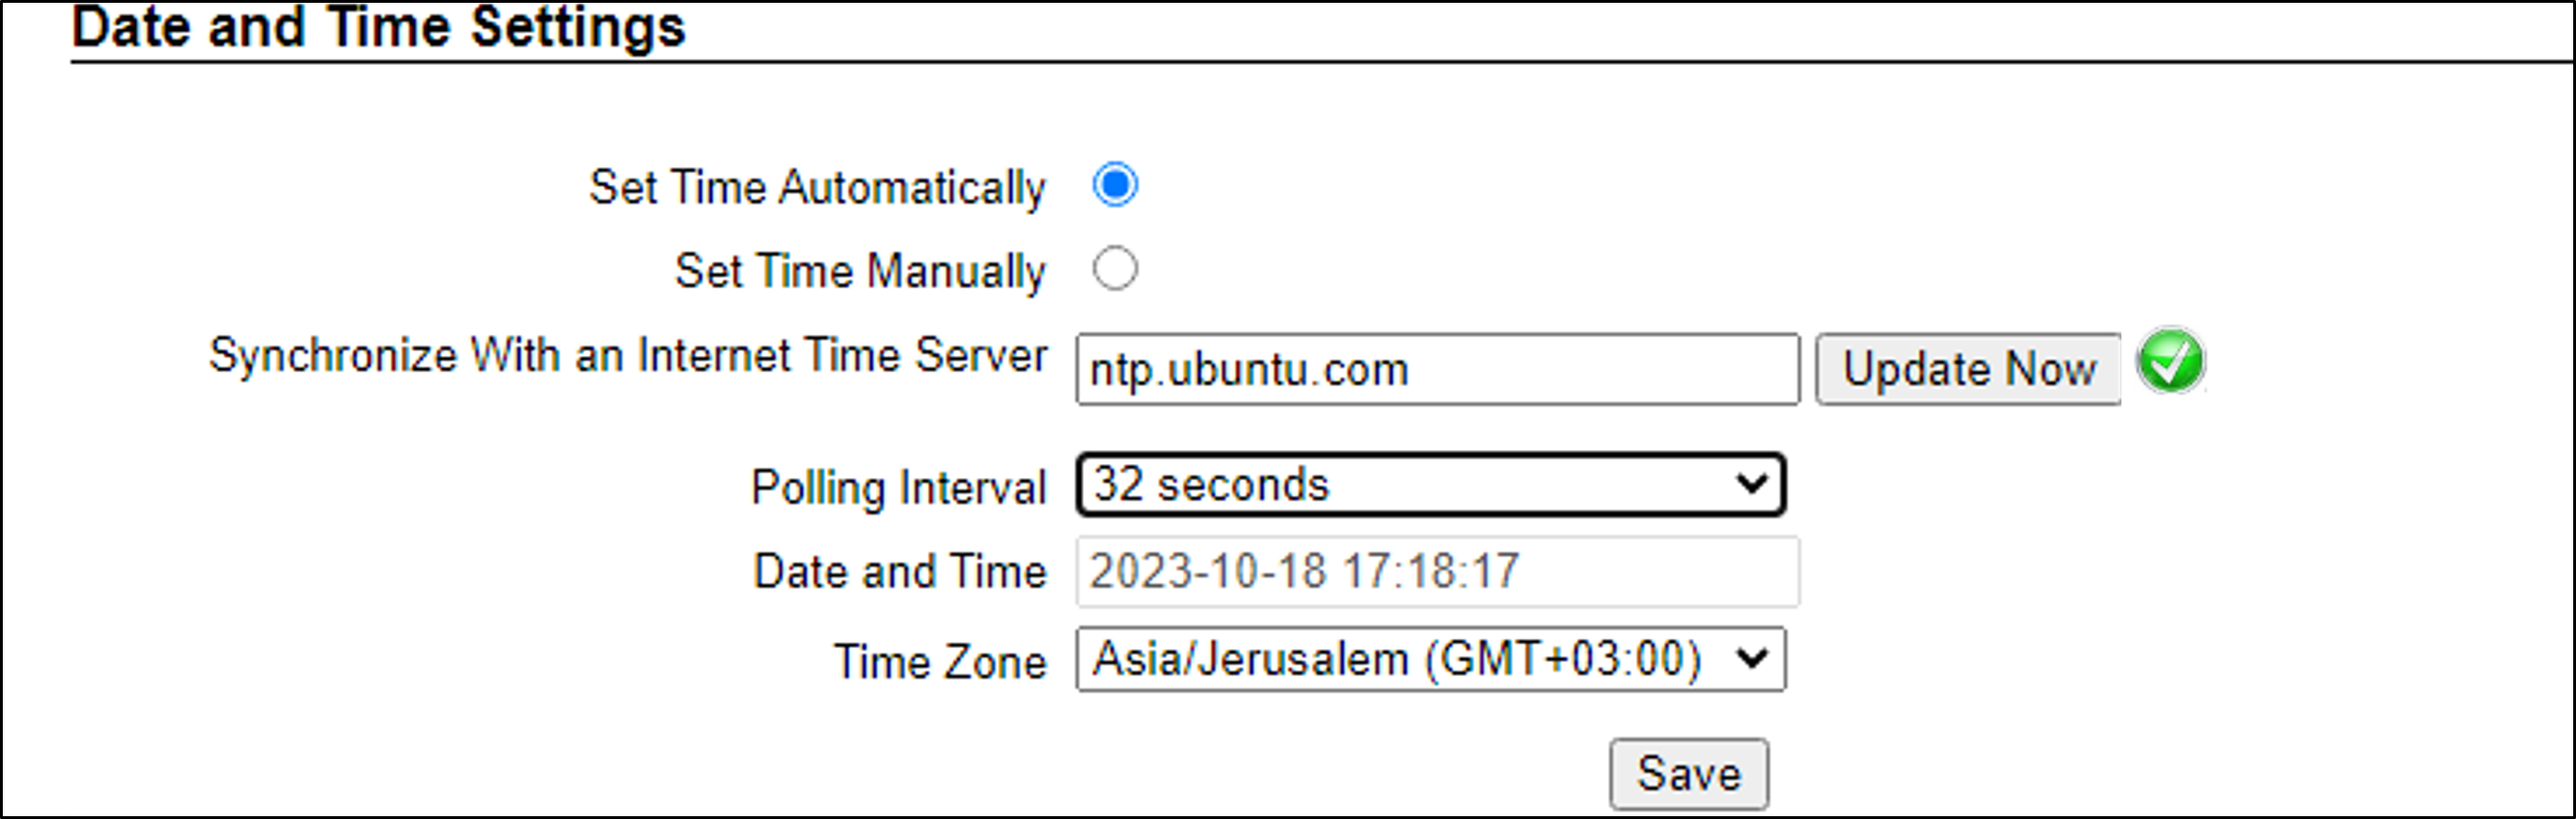 Date and Time Settings
Set Time Automatically
Set Time Manually
Synchronize With an Internet Time Server ntp.ubuntu.com Update Now
Polling Interval 32 seconds
Date and Time 2023-10-18 17:18:17
Time Zone Asia/Jerusalem (GMT+03:00)
Save